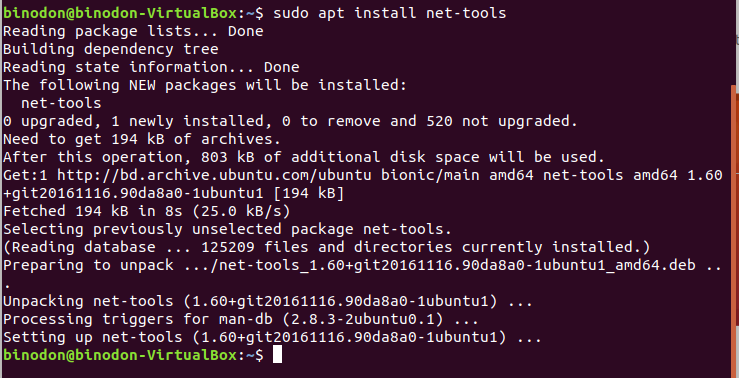 binodon@binodon-VirtualBox:~$ sudo apt install net-tools
Reading package lists... Done
Building dependency tree
Reading state information... Done
The following NEW packages will be installed:
  net-tools
0 upgraded, 1 newly installed, 0 to remove and 520 not upgraded.
Need to get 194 kB of archives.
After this operation, 803 kB of additional disk space will be used.
Get:1 http://bd.archive.ubuntu.com/ubuntu bionic/main amd64 net-tools amd64 1.60
+git20161116.90da8a0-1ubuntu1 [194 kB]
Fetched 194 kB in 8s (25.0 kB/s)
Selecting previously unselected package net-tools.
(Reading database ... 125209 files and directories currently installed.)
Preparing to unpack .../net-tools_1.60+git20161116.90da8a0-1ubuntu1_amd64.deb ..
.
Unpacking net-tools (1.60+git20161116.90da8a0-1ubuntu1) ...
Processing triggers for man-db (2.8.3-2ubuntu0.1) ...
Setting up net-tools (1.60+git20161116.90da8a0-1ubuntu1) ...
binodon@binodon-VirtualBox:~$